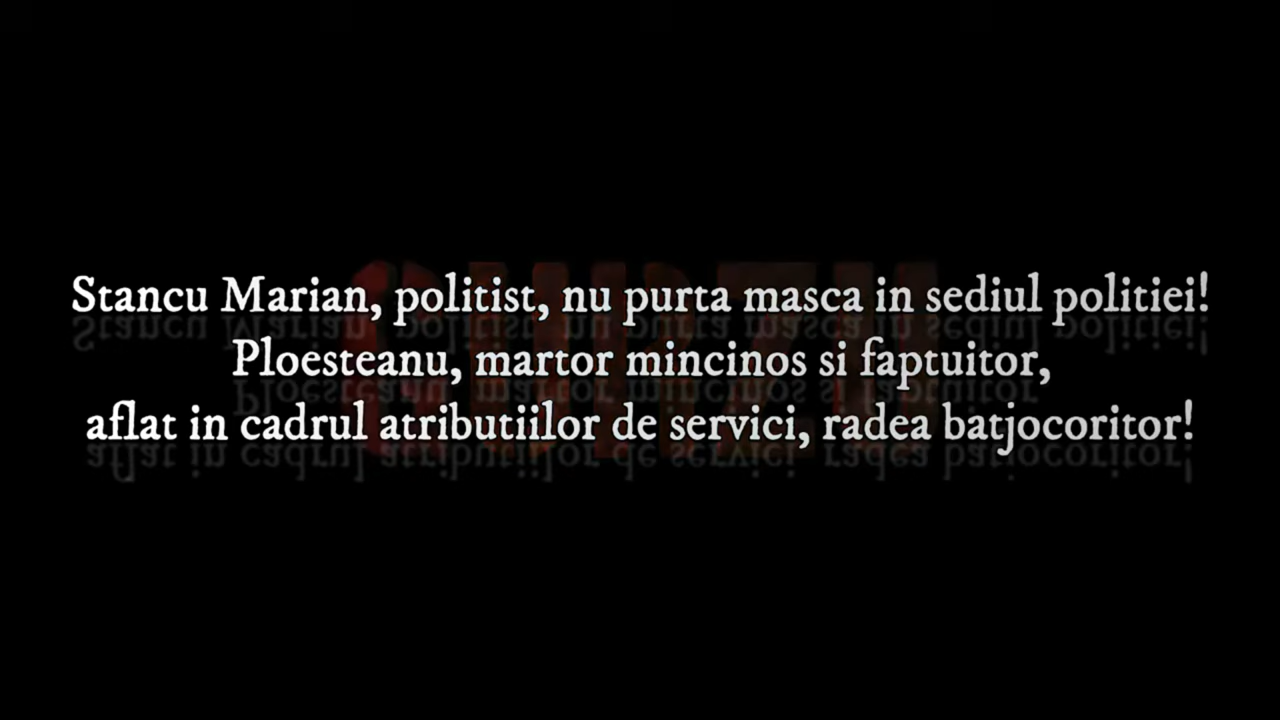 Stancu Marian, politist, nu purta masca in sediul politiei!
Ploesteanu, martor mincinos si faptuitor,
aflat in cadrul atributiilor de servici, radea batjocoritor!